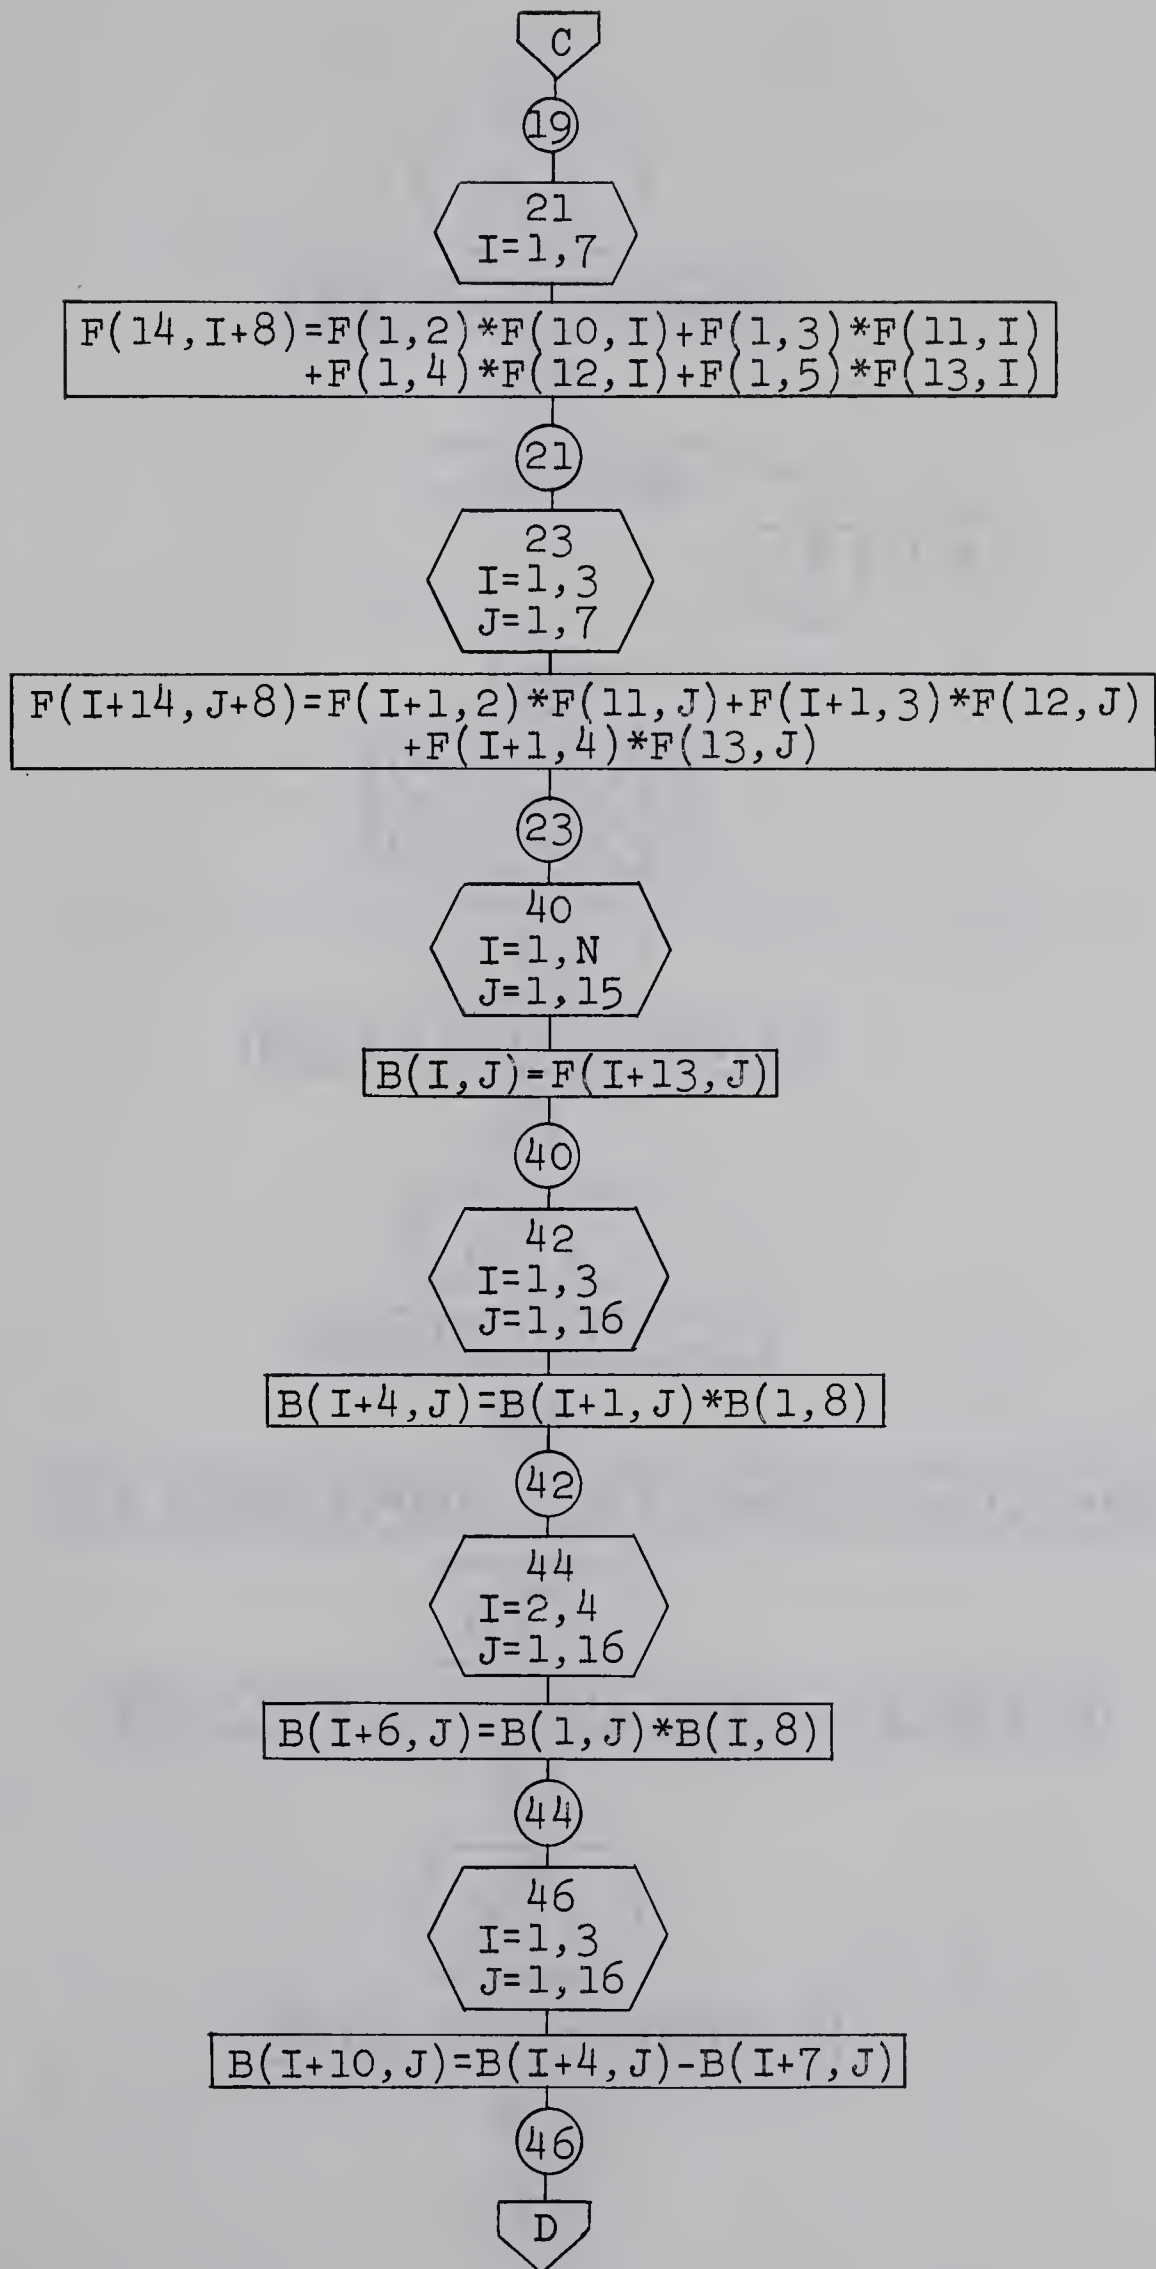 C
19
21
I=1,7
F(14,I+8)=F(1,2)*F(10,I)+F(1,3)*F(11,I)
+F(1,4)*F(12,I)+F(1,5)*F(13,I)
21
23
I=1,3
J=1,7
F(I+14,J+8)=F(I+1,2)*F(11,J)+F(I+1,3)*F(12,J)
+F(I+1,4)*F(13,J)
23
40
I=1,N
J=1,15
B(I,J)=F(I+13,J)
40
42
I=1,3
J=1,16
B(I+4,J)=B(I+1,J)*B(1,8)
42
44
I=2,4
J=1,16
B(I+6,J)=B(1,J)*B(I,8)
44
46
I=1,3
J=1,16
B(I+10,J)=B(I+4,J)-B(I+7,J)
46
D